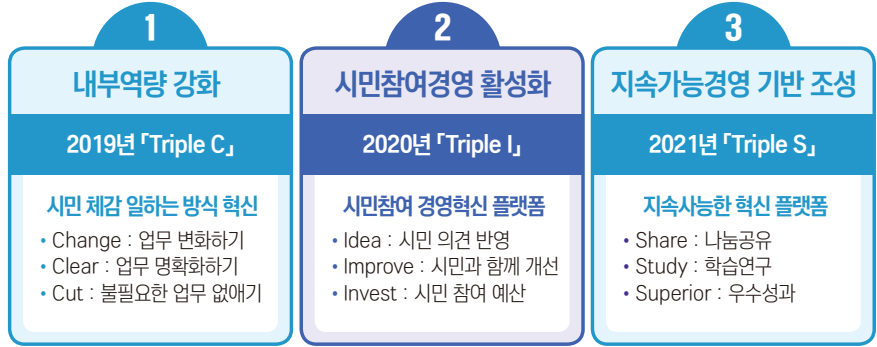 1
내부역량 강화
2019년 「Triple C」
시민 체감 일하는 방식 혁신
• Change : 업무 변화하기
• Clear : 업무 명확화하기
• Cut : 불필요한 업무 없애기
2
시민참여경영 활성화
2020년 「Triple I」
시민참여 경영혁신 플랫폼
• Idea : 시민 의견 반영
• Improve : 시민과 함께 개선
• Invest : 시민 참여 예산
3
지속가능경영 기반 조성
2021년 「Triple S」
지속사능한 혁신 플랫폼
• Share : 나눔공유
• Study : 학습연구
• Superior : 우수성과